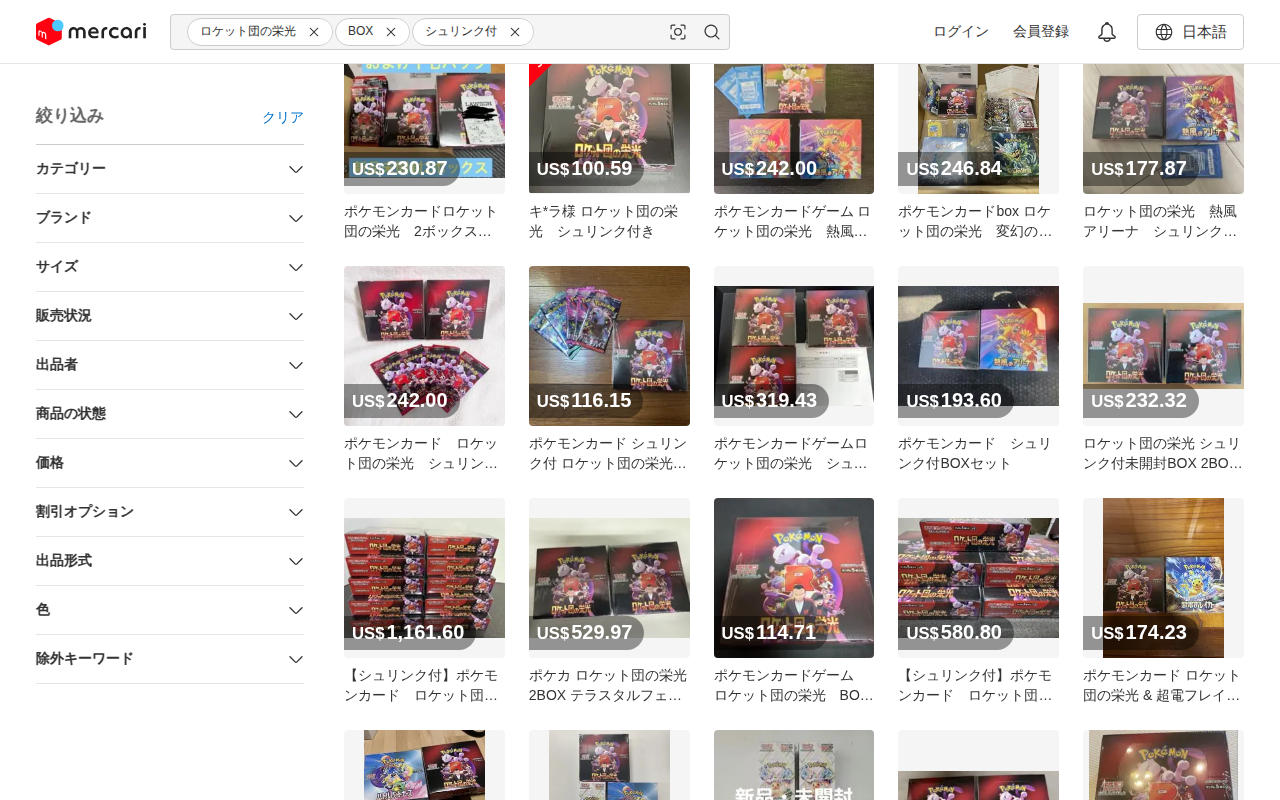 mercari
ロケット団の栄光
BOX
シュリンク付
ログイン
会員登録
日本語
絞り込み
クリア
カテゴリー
ブランド
サイズ
販売状況
出品者
商品の状態
価格
割引オプション
出品形式
色
除外キーワード
US$230.87
US$100.59
US$242.00
US$246.84
US$177.87
ポケモンカードロケット
団の栄光　2ボックス…
キ*ラ様 ロケット団の栄
光　シュリンク付き
ポケモンカードゲーム ロ
ケット団の栄光　熱風…
ポケモンカードbox ロケ
ット団の栄光　変幻の…
ロケット団の栄光　熱風
アリーナ　シュリンク…
US$242.00
US$116.15
US$319.43
US$193.60
US$232.32
ポケモンカード　ロケッ
ト団の栄光　シュリン…
ポケモンカード シュリン
ク付 ロケット団の栄光…
ポケモンカードゲームロ
ケット団の栄光　シュ…
ポケモンカード　シュリ
ンク付BOXセット
ロケット団の栄光 シュリ
ンク付未開封BOX 2BO…
US$1,161.60
US$529.97
US$114.71
US$580.80
US$174.23
【シュリンク付】ポケモ
ンカード　ロケット団…
ポケカ ロケット団の栄光
2BOX テラスタルフェ…
ポケモンカードゲーム
ロケット団の栄光　BO…
【シュリンク付】ポケモ
ンカード　ロケット団…
ポケモンカード ロケット
団の栄光 & 超電フレイ…
新品・未開封